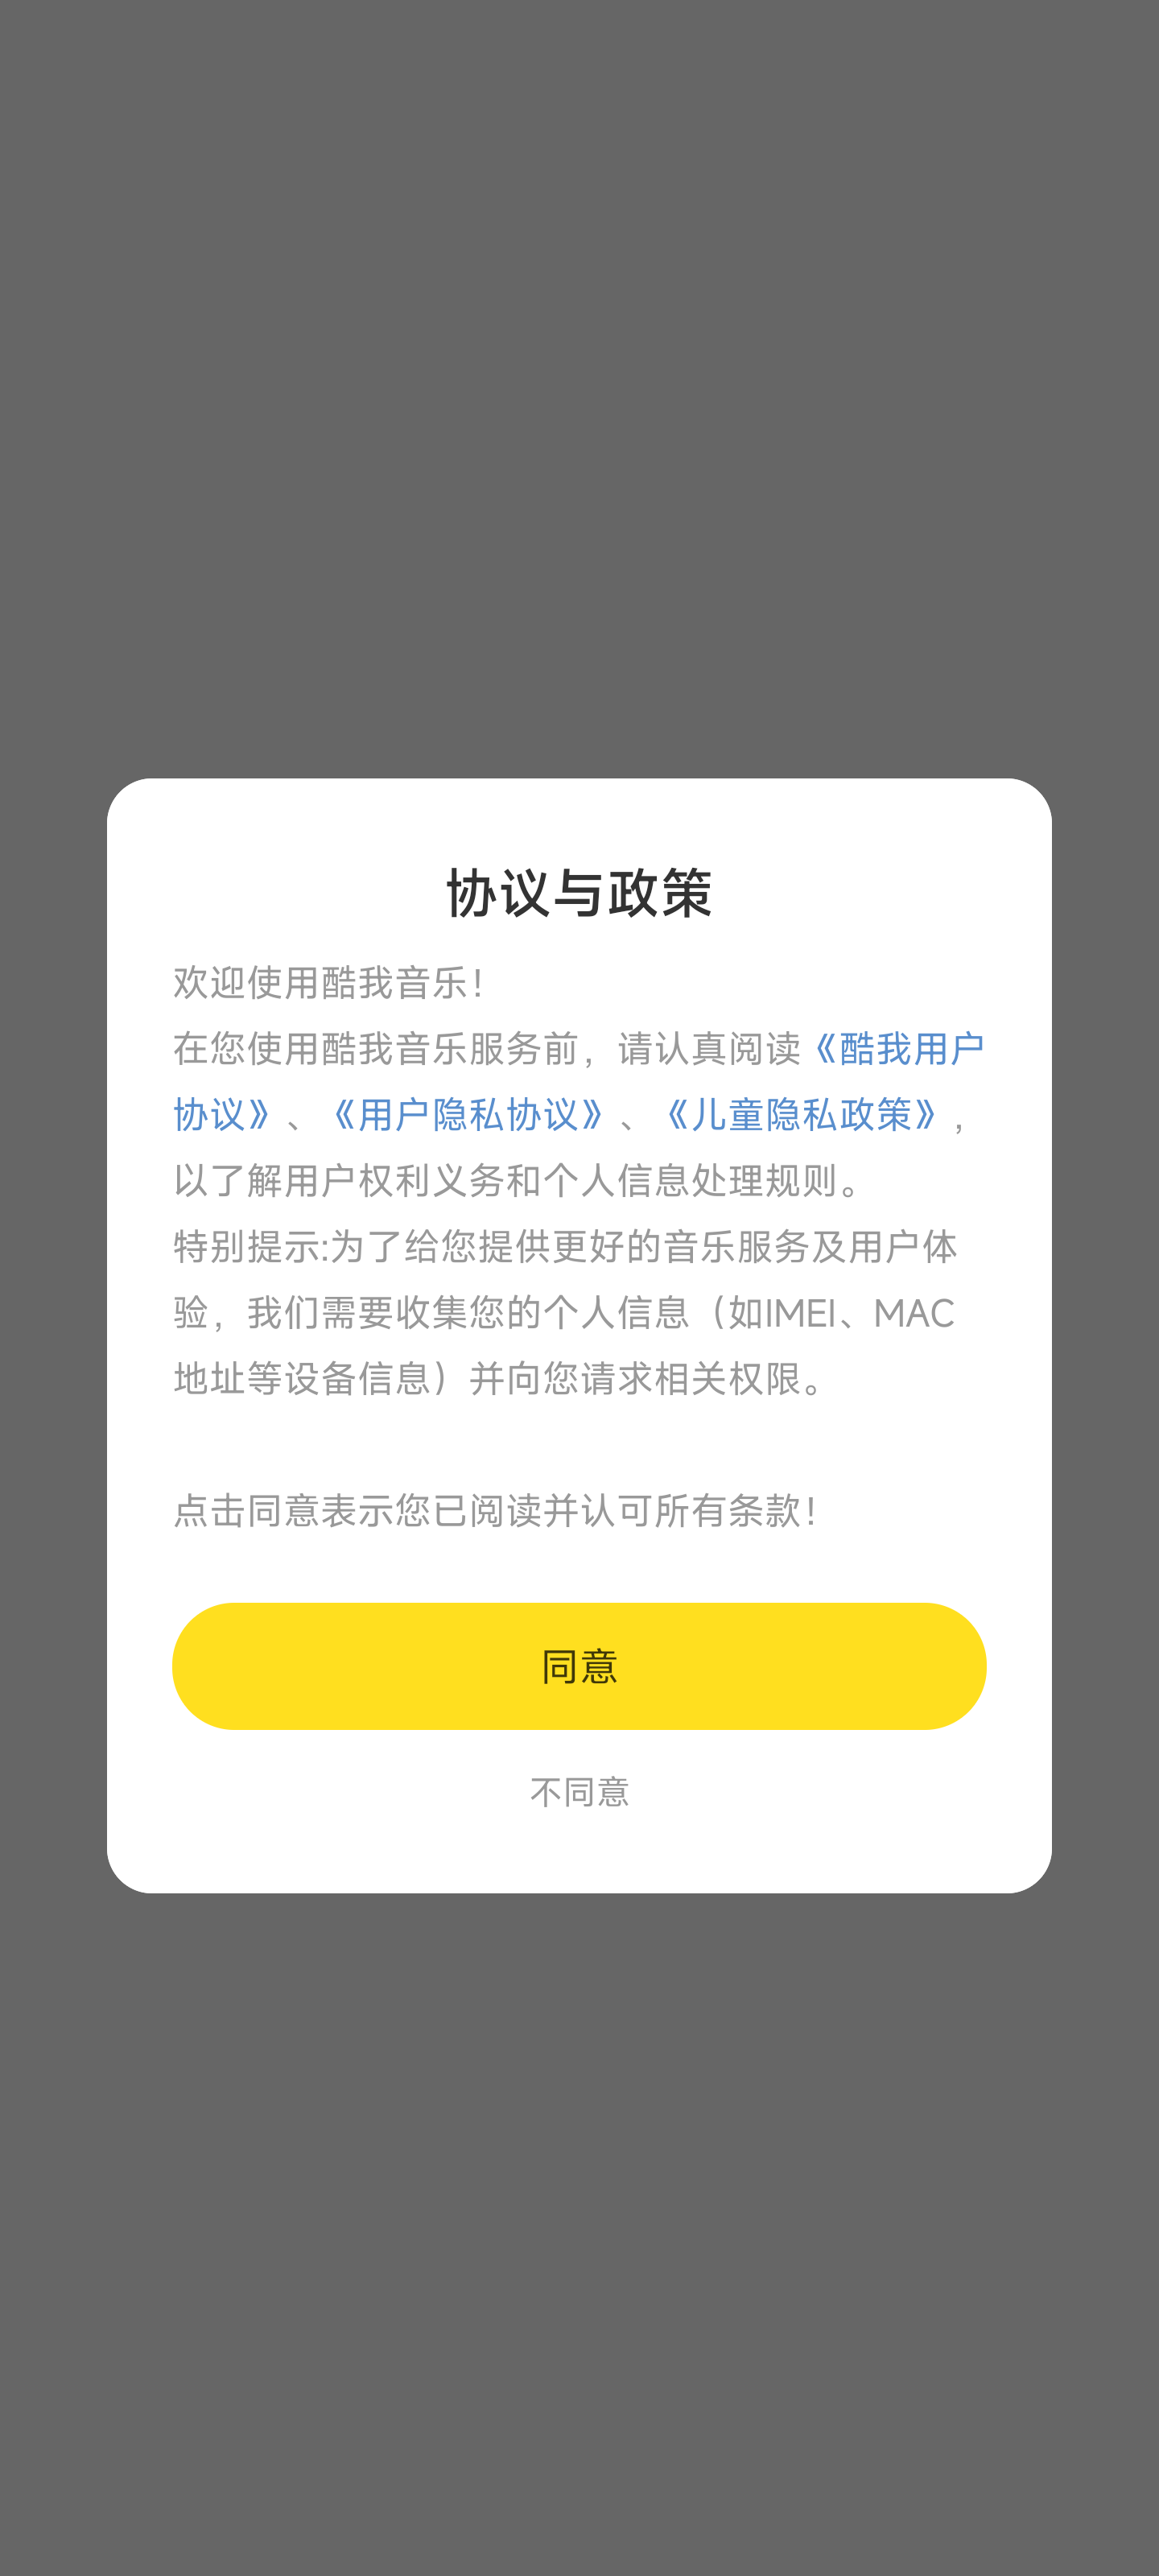 协议与政策
欢迎使用酷我音乐！
在您使用酷我音乐服务前，请认真阅读《酷我用户
协议》、《用户隐私协议》、《儿童隐私政策》，
以了解用户权利义务和个人信息处理规则。
特别提示:为了给您提供更好的音乐服务及用户体
验，我们需要收集您的个人信息（如IMEI、MAC
地址等设备信息）并向您请求相关权限。
点击同意表示您已阅读并认可所有条款！
同意
不同意